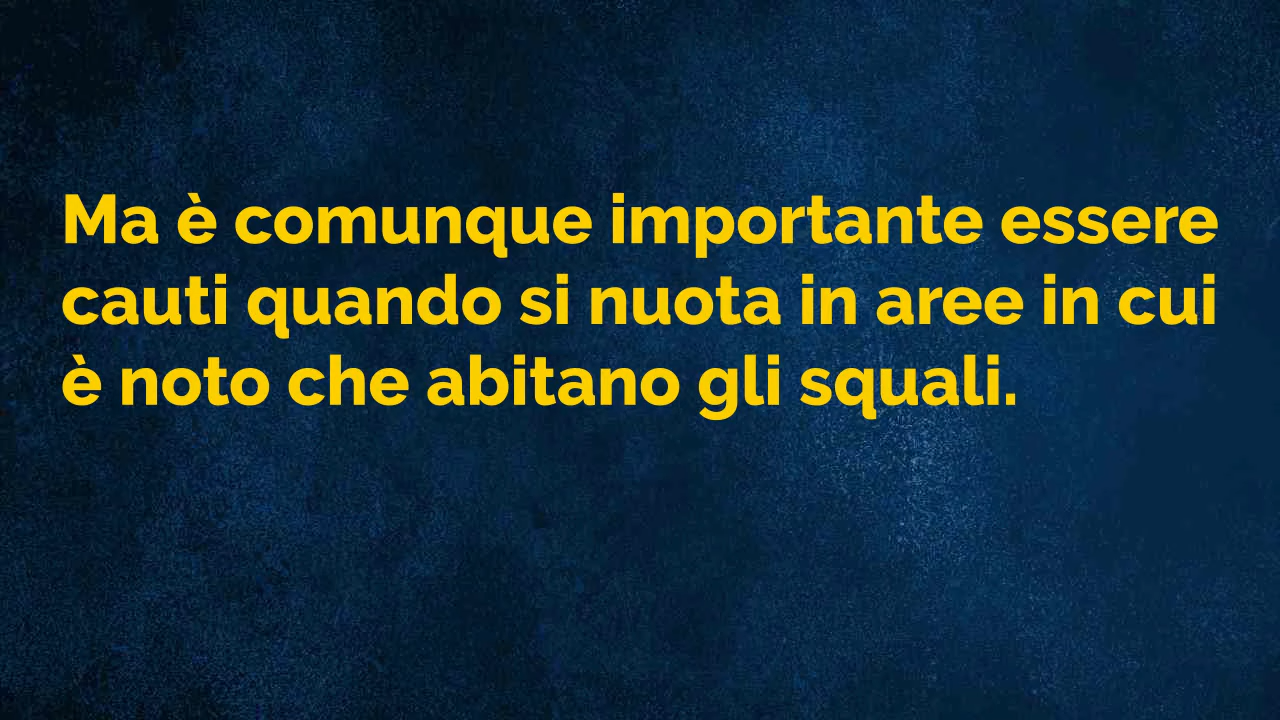 Ma è comunque importante essere
cauti quando si nuota in aree in cui
è noto che abitano gli squali.